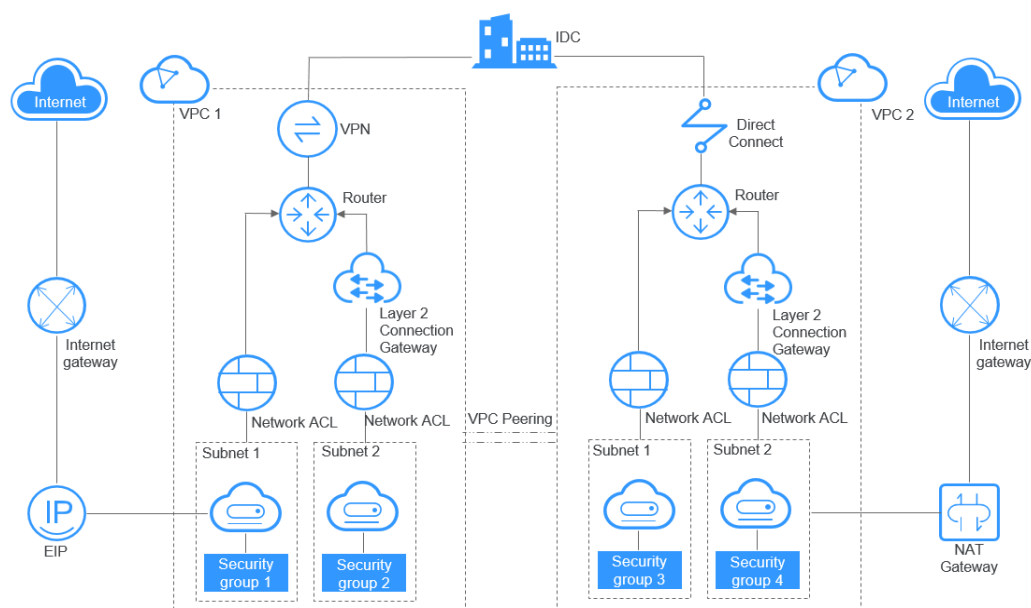 IDC
Internet
VPC 1
VPN
Direct
Connect
VPC 2
Internet
Router
Router
Internet
gateway
Layer 2
Connection
Gateway
Layer 2
Connection
Gateway
Internet
gateway
Network ACL
Network ACL
VPC Peering
Network ACL
Network ACL
Subnet 1
Subnet 2
Subnet 1
Subnet 2
IP
EIP
Security
group 1
Security
group 2
Security
group 3
Security
group 4
NAT
Gateway